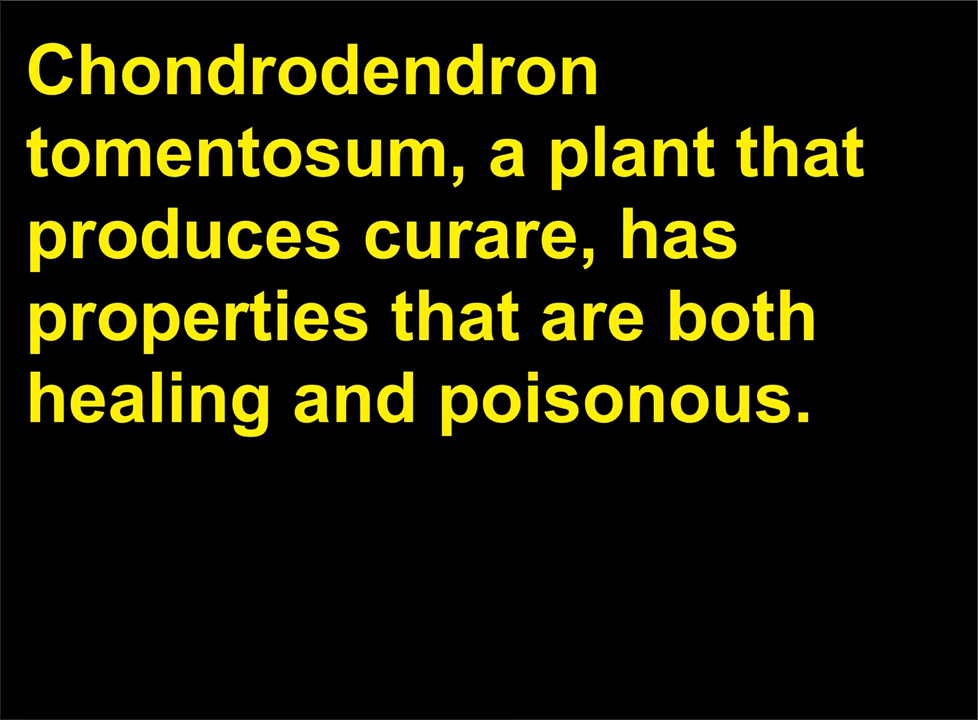 Chondrodendron
tomentosum, a plant that
produces curare, has
properties that are both
healing and poisonous.